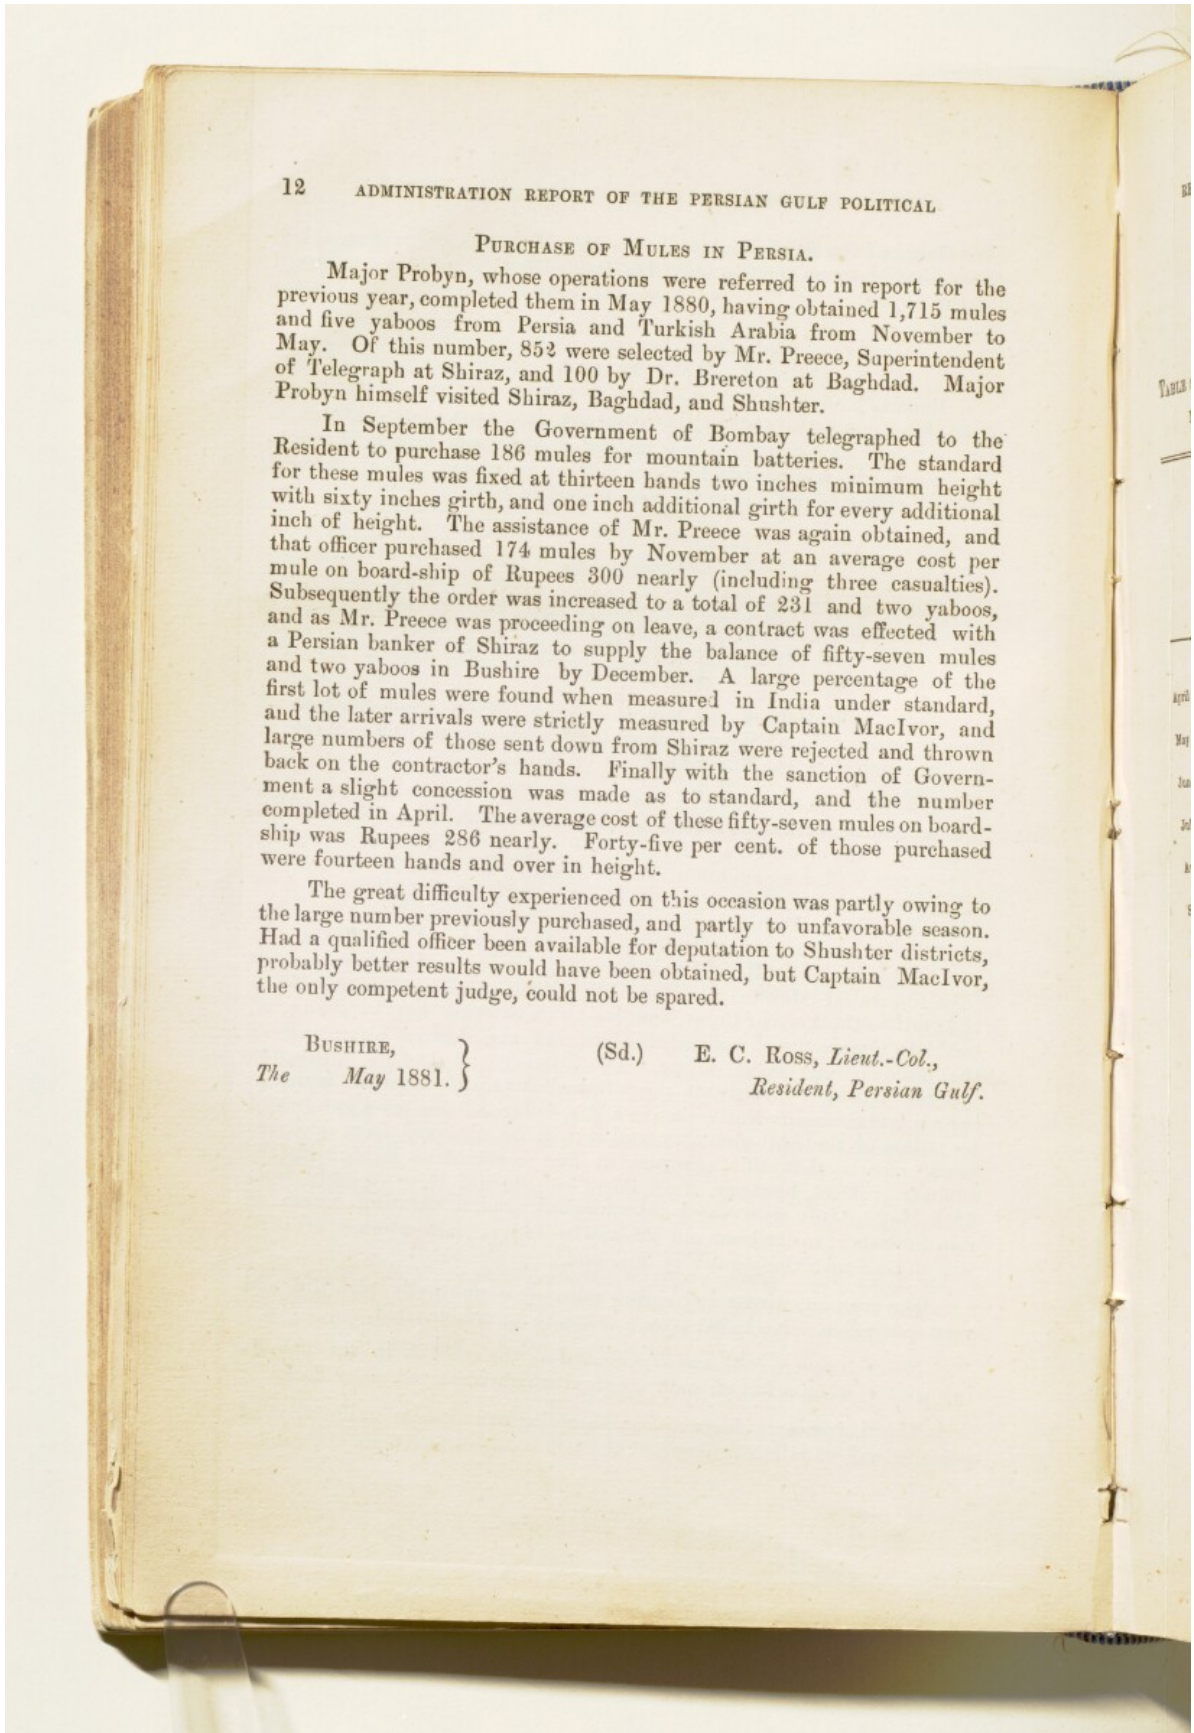 12 ADMINISTRATION REPORT OF THE PERSIAN GULF POLITICAL
PURCHASE OF MULES IN PERSIA.
Major Probyn, whose operations were referred to in report for the
previous year, completed them in May 1880, having obtained 1,715 mules
and five yaboos from Persia and Turkish Arabia from November to
May. Of this number, 852 were selected by Mr. Preece, Superintendent
of Telegraph at Shiraz, and 100 by Dr. Brereton at Baghdad. Major
Probyn himself visited Shiraz, Baghdad, and Shushter.
In September the Government of Bombay telegraphed to the
Resident to purchase 186 mules for mountain batteries. The standard
for these mules was fixed at thirteen hands two inches minimum height
with sixty inches girth, and one inch additional girth for every additional
inch of height. The assistance of Mr. Preece was again obtained, and
that officer purchased 174 mules by November at an average cost per
mule on board-ship of Rupees 300 nearly (including three casualties).
Subsequently the order was increased to a total of 231 and two yaboos,
and as Mr. Preece was proceeding on leave, a contract was effected with
a Persian banker of Shiraz to supply the balance of fifty-seven mules
and two yaboos in Bushire by December. A large percentage of the
first lot of mules were found when measured in India under standard,
and the later arrivals were strictly measured by Captain MacIvor, and
large numbers of those sent down from Shiraz were rejected and thrown
back on the contractor's hands. Finally with the sanction of Govern-
ment a slight concession was made as to standard, and the number
completed in April. The average cost of these fifty-seven mules on board-
ship was Rupees 286 nearly. Forty-five per cent. of those purchased
were fourteen hands and over in height.
The great difficulty experienced on this occasion was partly owing to
the large number previously purchased, and partly to unfavorable season.
Had a qualified officer been available for deputation to Shushter districts,
probably better results would have been obtained, but Captain MacIvor,
the only competent judge, could not be spared.
BUSHIRE, (Sd.) E. C. Ross, Lieut.-Col.,
The May 1881. } Resident, Persian Gulf.
TABLE
April
May